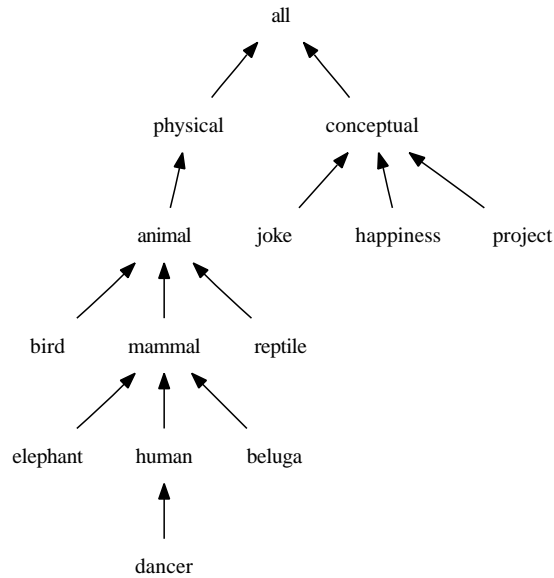 all
physical conceptual
animal joke happiness project
bird mammal reptile
elephant human beluga
dancer